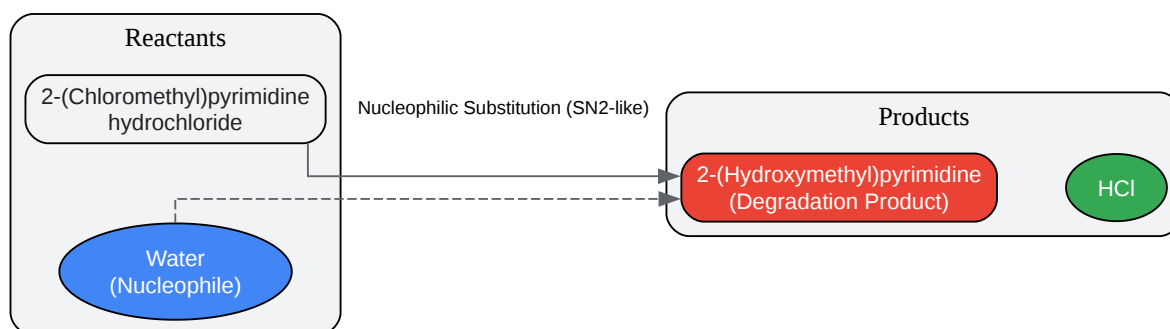 Reactants
2-(Chloromethyl)pyrimidine
hydrochloride
Water
(Nucleophile)
Nucleophilic Substitution (SN2-like)
Products
2-(Hydroxymethyl)pyrimidine
(Degradation Product)
HCl